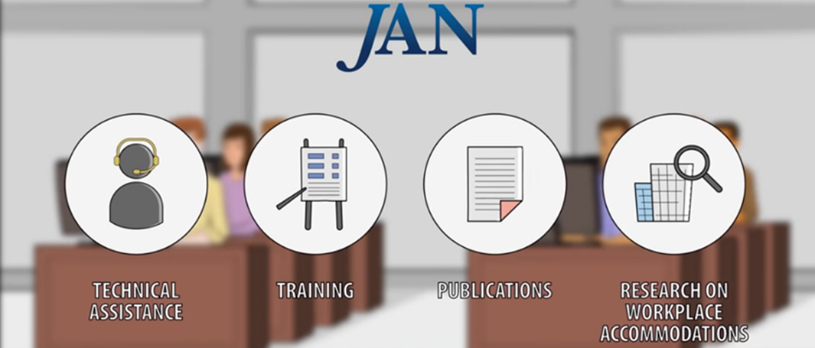 JAN
TECHNICAL
ASSISTANCE
TRAINING
PUBLICATIONS
RESEARCH ON
WORKPLACE
ACCOMMODATIONS